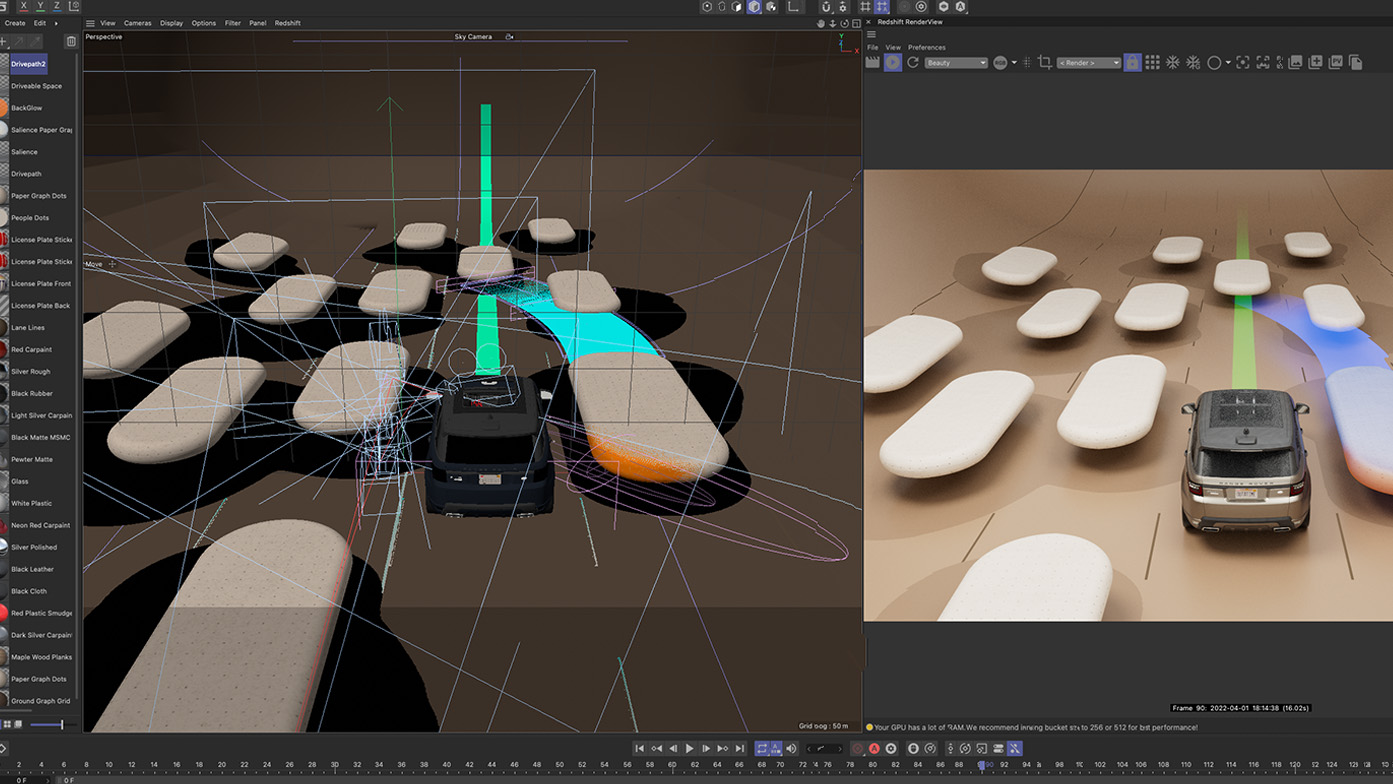 X Y Z
Create Edit
View Cameras Display Options Filter Panel Redshift
Perspective
Sky Camera
Y
X
Move
Grid
: 50 m
Drivepath2
Driveable Space
BackGlow
Salience Paper Grap
Salience
Drivepath
Paper Graph Dots
People Dots
License Plate Sticke
License Plate Sticke
License Plate Front
License Plate Back
Lane Lines
Red Carpaint
Silver Rough
Black Rubber
Light Silver Carpain
Black Matte MSMC
Pewter Matte
Glass
White Plastic
Neon Red Carpaint
Silver Polished
Black Leather
Black Cloth
Red Plastic Smudge
Dark Silver Carpaint
Maple Wood Planks
Paper Graph Dots
Ground Graph Grid
Redshift RenderView
File View Preferences
Beauty
RGB
< Render >
PV
Frame 90: 2022-04-01 18:14:38 (16.02s)
Your GPU has a lot of RAM. We recommend
bucket
to 256 or 512 for
performance!
2 4 6 8 10 12 14 16 18 20 22 24 26 28 30 32 34 36 38 40 42 44 46 48 50 52 54 56 58 60 62 64 66 68 70 72 74 76 78 80 82 84 86 88 90 92 94
98
102 104 106 108 110 112 114 116 118 120 122 124 126
130
0 F 0 F